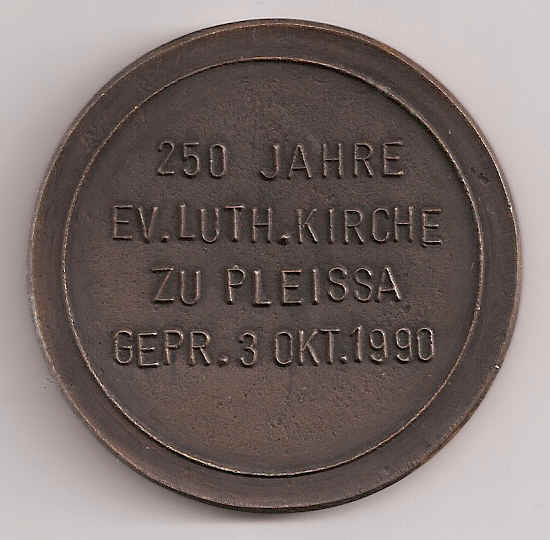 250 JAHRE
EV.LUTH.KIRCHE
ZU PLEISSA
GEPR. 3 OKT.1990